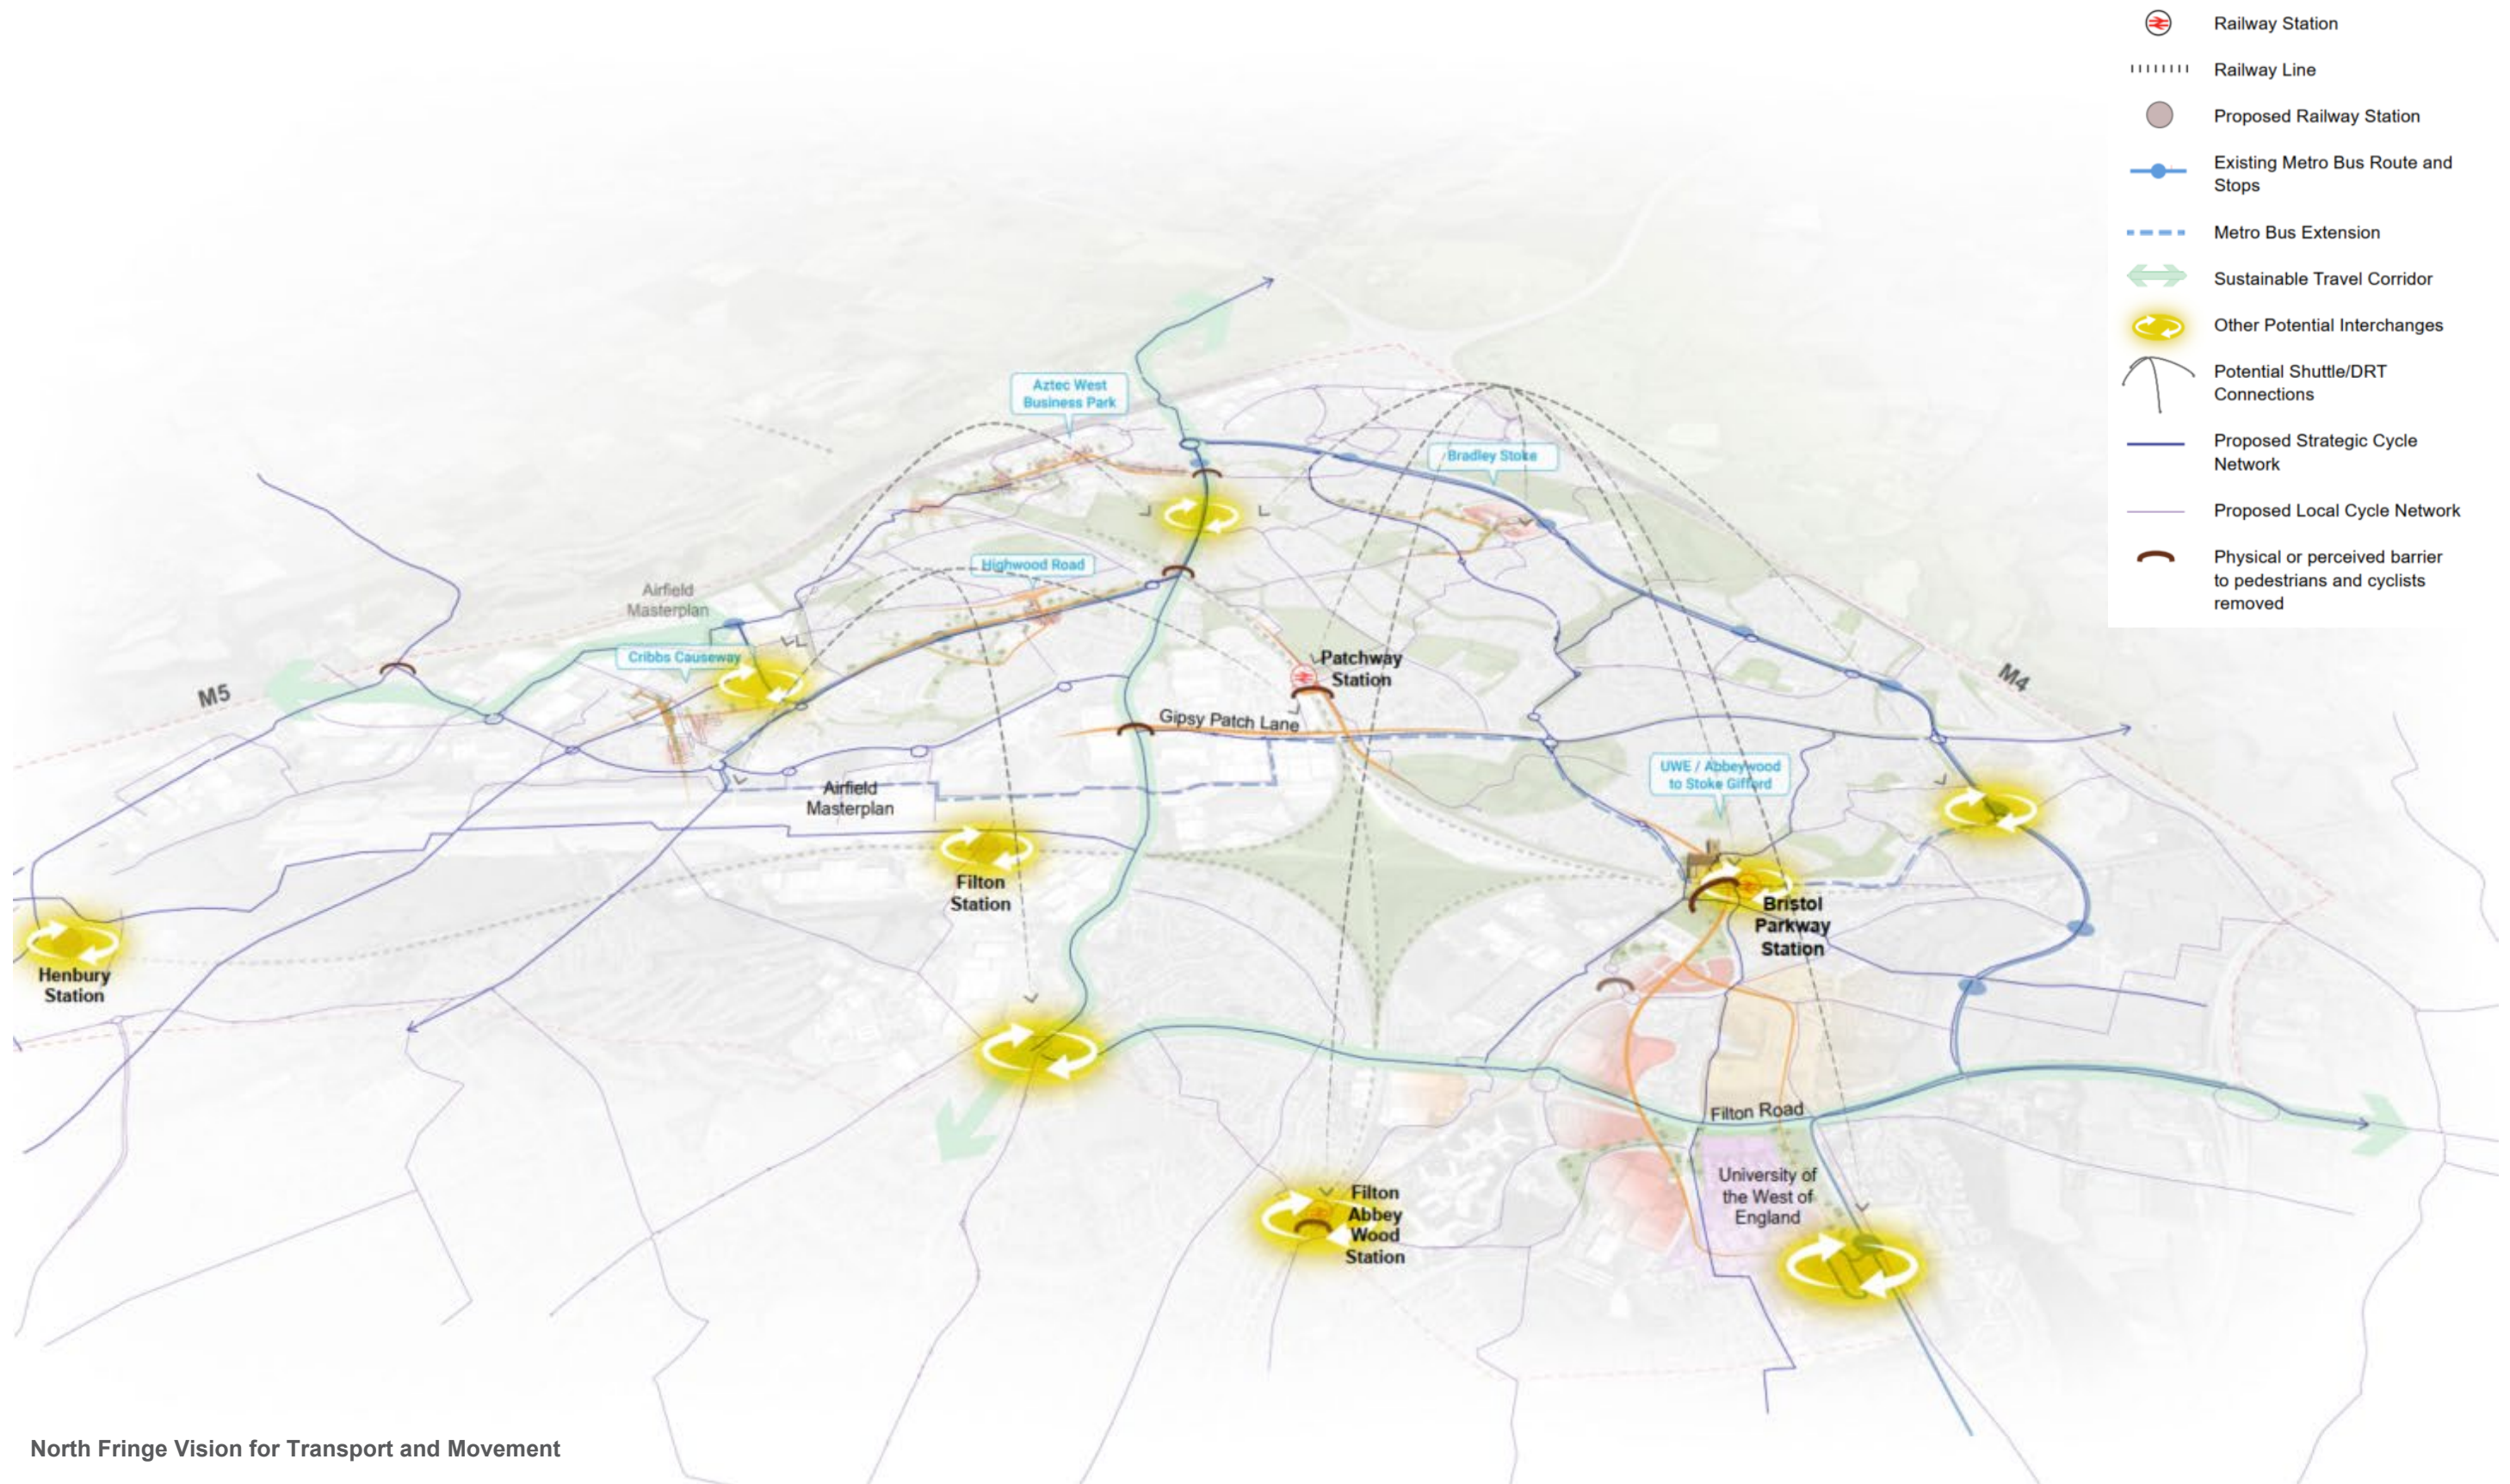 Railway Station
Railway Line
Proposed Railway Station
Existing Metro Bus Route and
Stops
Metro Bus Extension
Sustainable Travel Corridor
Other Potential Interchanges
Potential Shuttle/DRT
Connections
Proposed Strategic Cycle
Network
Proposed Local Cycle Network
Physical or perceived barrier
to pedestrians and cyclists
removed
Aztec West
Business Park
Bradley Stoke
Highwood Road
Airfield
Masterplan
Cribbs Causeway
M5
Patchway
Station
M4
Gipsy Patch Lane
UWE / Abbeywood
to Stoke Gifford
Airfield
Masterplan
Filton
Station
Bristol
Parkway
Station
Henbury
Station
Filton Road
University of
the West of
England
Filton
Abbey
Wood
Station
North Fringe Vision for Transport and Movement